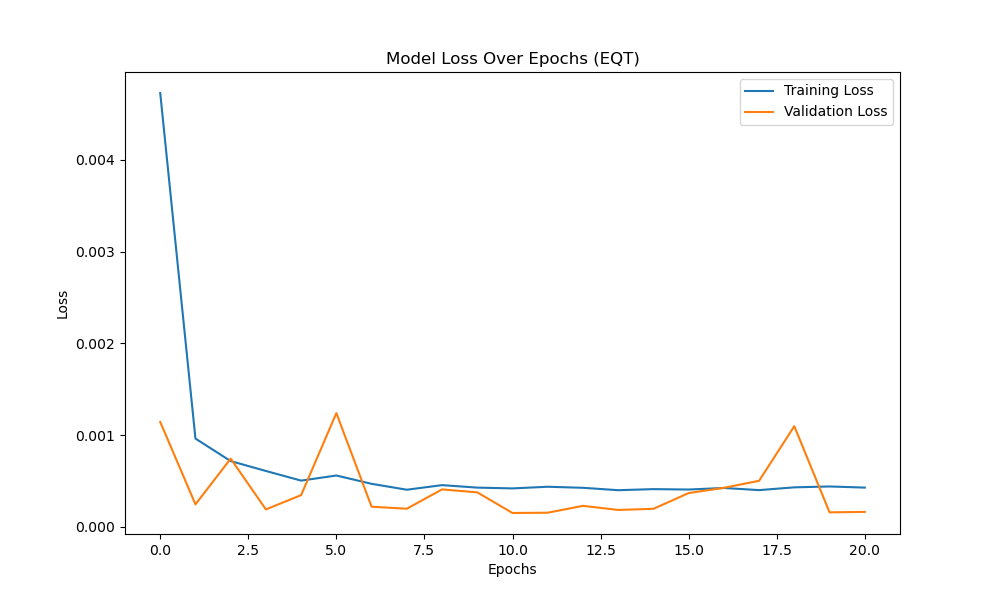 Model Loss Over Epochs (EQT)
Training Loss
Validation Loss
0.004
0.003
0.002
0.001
0.000
Loss
0.0 2.5 5.0 7.5 10.0 12.5 15.0 17.5 20.0
Epochs